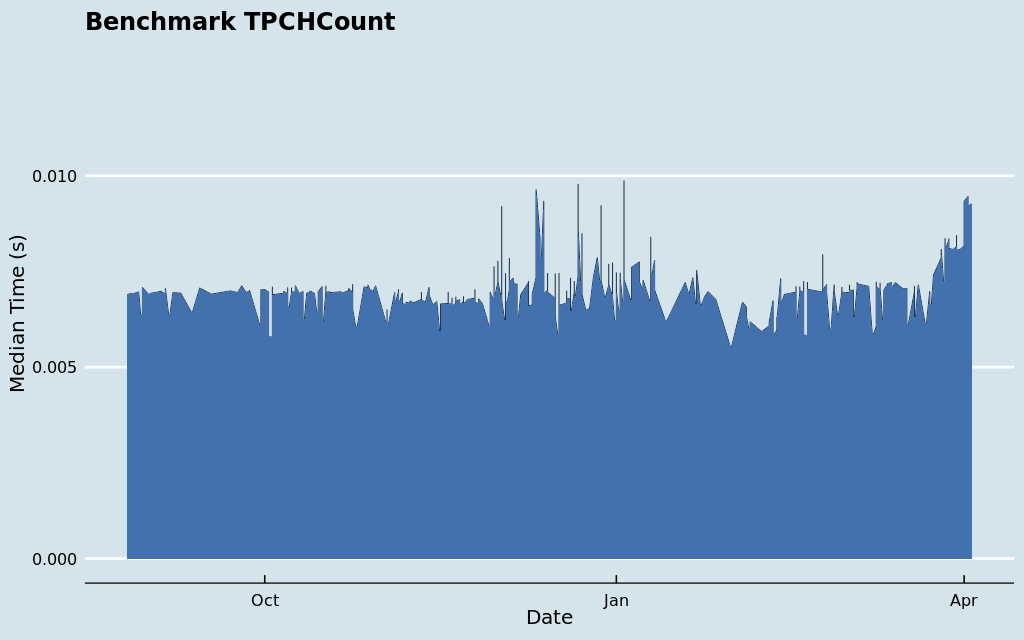 Benchmark TPCHCount
0.010
0.005
0.000
Median Time (s)
Oct
Jan
Apr
Date